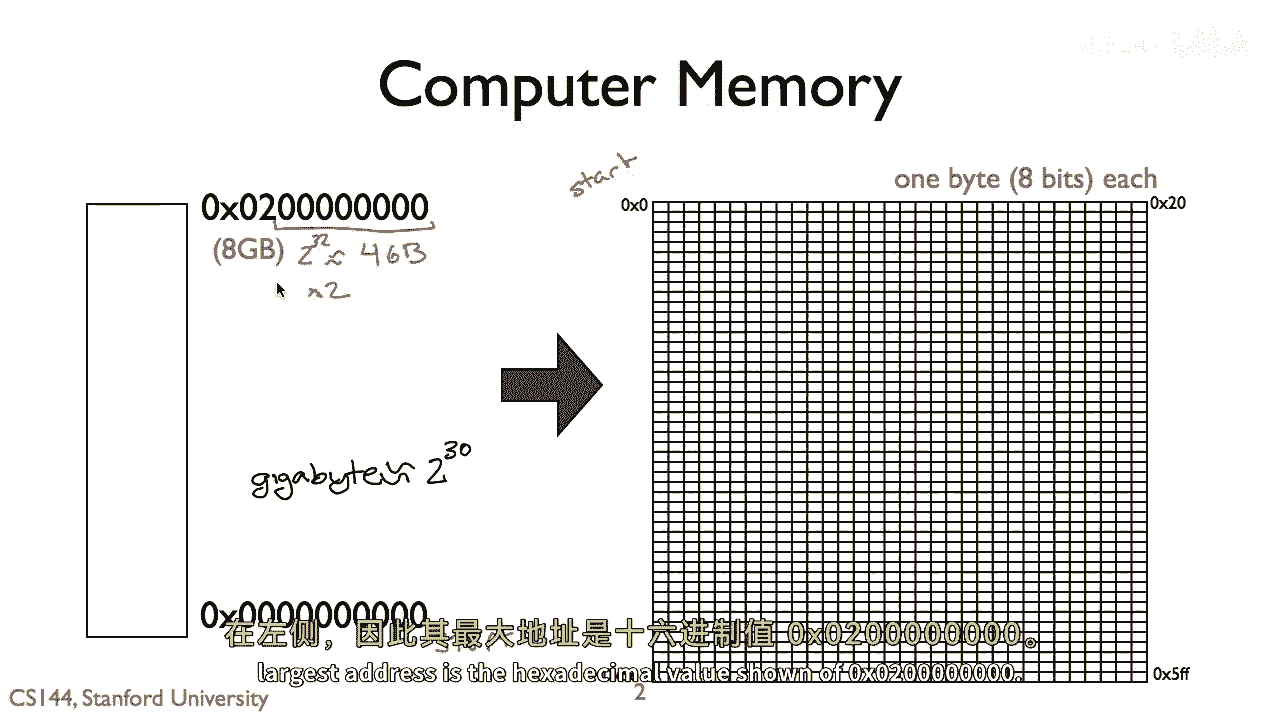 Computer Memory
start
one byte (8 bits) each
0x0200000000
0x0
0x20
(8GB) 2^32 ≈ 4GB
x2
gigabyte ≈ 2^30
0x0000000000
在左侧，因此其最大地址是十六进制值 0x0200000000。
largest address is the hexadecimal value shown of 0x0200000000.
0x5ff
CS144, Stanford University
2